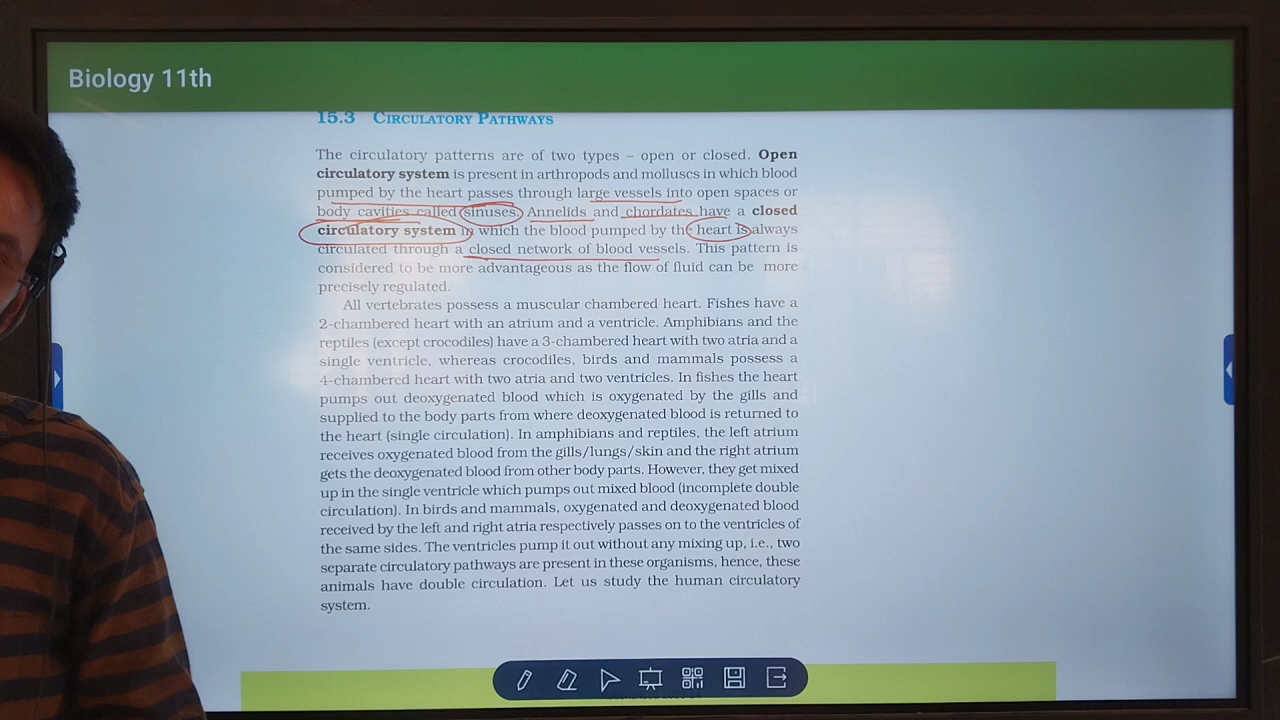 Biology 11th
15.3 CIRCULATORY PATHWAYS
The circulatory patterns are of two types – open or closed. Open
circulatory system is present in arthropods and molluscs in which blood
pumped by the heart passes through large vessels into open spaces or
body cavities called sinuses. Annelids and chordates have a closed
circulatory system in which the blood pumped by the heart is always
circulated through a closed network of blood vessels. This pattern is
considered to be more advantageous as the flow of fluid can be more
precisely regulated.
All vertebrates possess a muscular chambered heart. Fishes have a
2-chambered heart with an atrium and a ventricle. Amphibians and the
reptiles (except crocodiles) have a 3-chambered heart with two atria and a
single ventricle, whereas crocodiles, birds and mammals possess a
4-chambered heart with two atria and two ventricles. In fishes the heart
pumps out deoxygenated blood which is oxygenated by the gills and
supplied to the body parts from where deoxygenated blood is returned to
the heart (single circulation). In amphibians and reptiles, the left atrium
receives oxygenated blood from the gills/lungs/skin and the right atrium
gets the deoxygenated blood from other body parts. However, they get mixed
up in the single ventricle which pumps out mixed blood (incomplete double
circulation). In birds and mammals, oxygenated and deoxygenated blood
received by the left and right atria respectively passes on to the ventricles of
the same sides. The ventricles pump it out without any mixing up, i.e., two
separate circulatory pathways are present in these organisms, hence, these
animals have double circulation. Let us study the human circulatory
system.